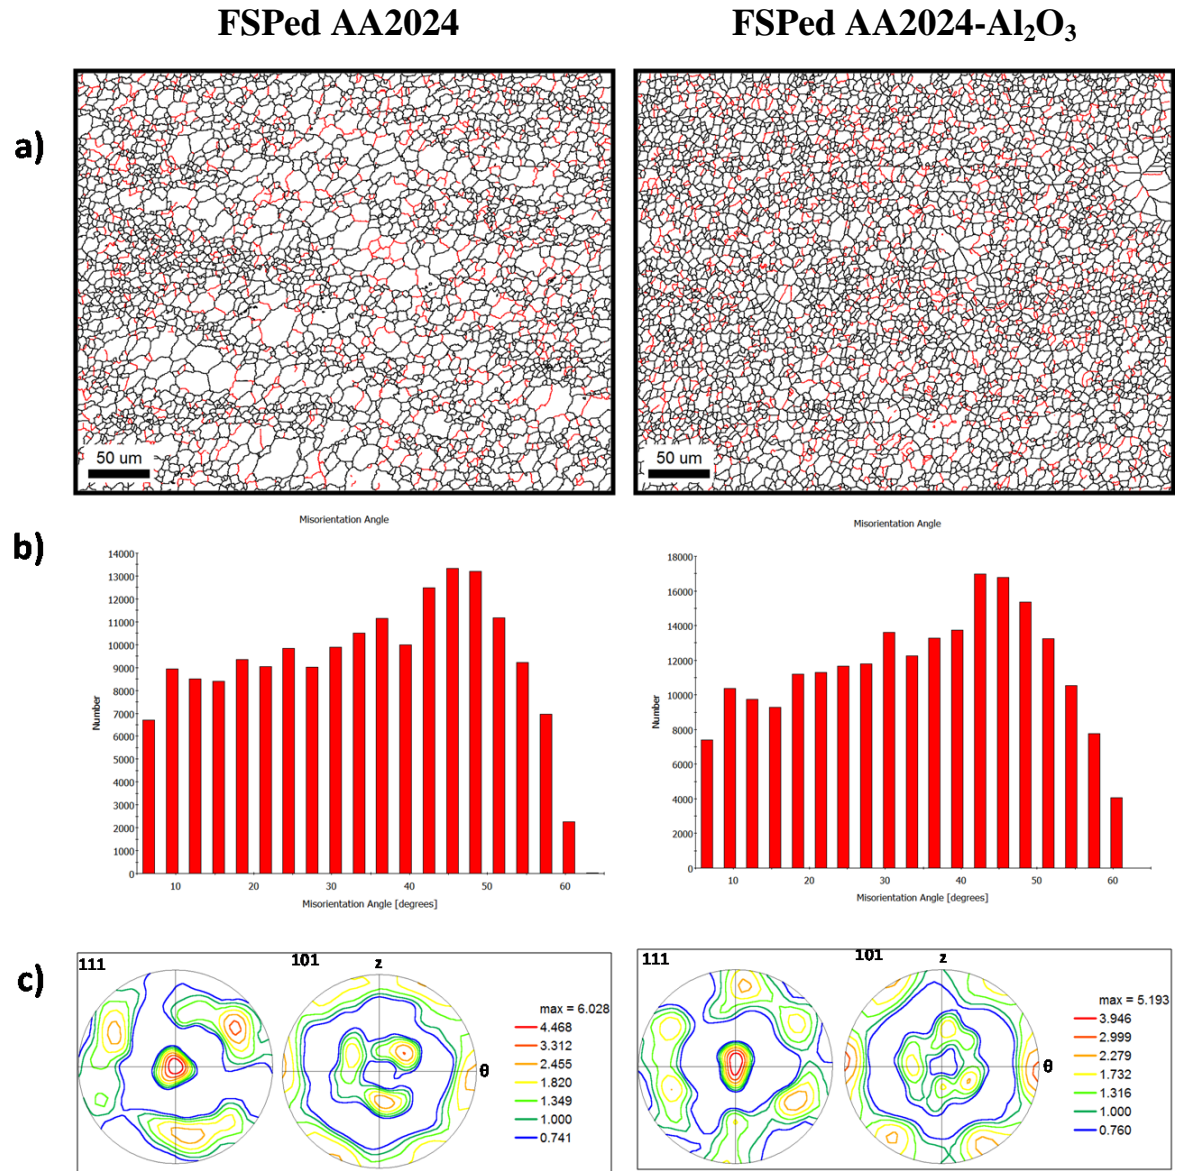 FSPed AA2024
FSPed AA2024-Al₂O₃
a)
50 um
50 um
b)
Misorientation Angle
Misorientation Angle
14000
13000
12000
11000
10000
9000
8000
7000
6000
5000
4000
3000
2000
1000
0
Number
10 20 30 40 50 60
Misorientation Angle [degrees]
18000
16000
14000
12000
10000
8000
6000
4000
2000
0
Number
10 20 30 40 50 60
Misorientation Angle [degrees]
c)
111
101
z
θ
max = 6.028
4.468
3.312
2.455
1.820
1.349
1.000
0.741
111
101
z
θ
max = 5.193
3.946
2.999
2.279
1.732
1.316
1.000
0.760